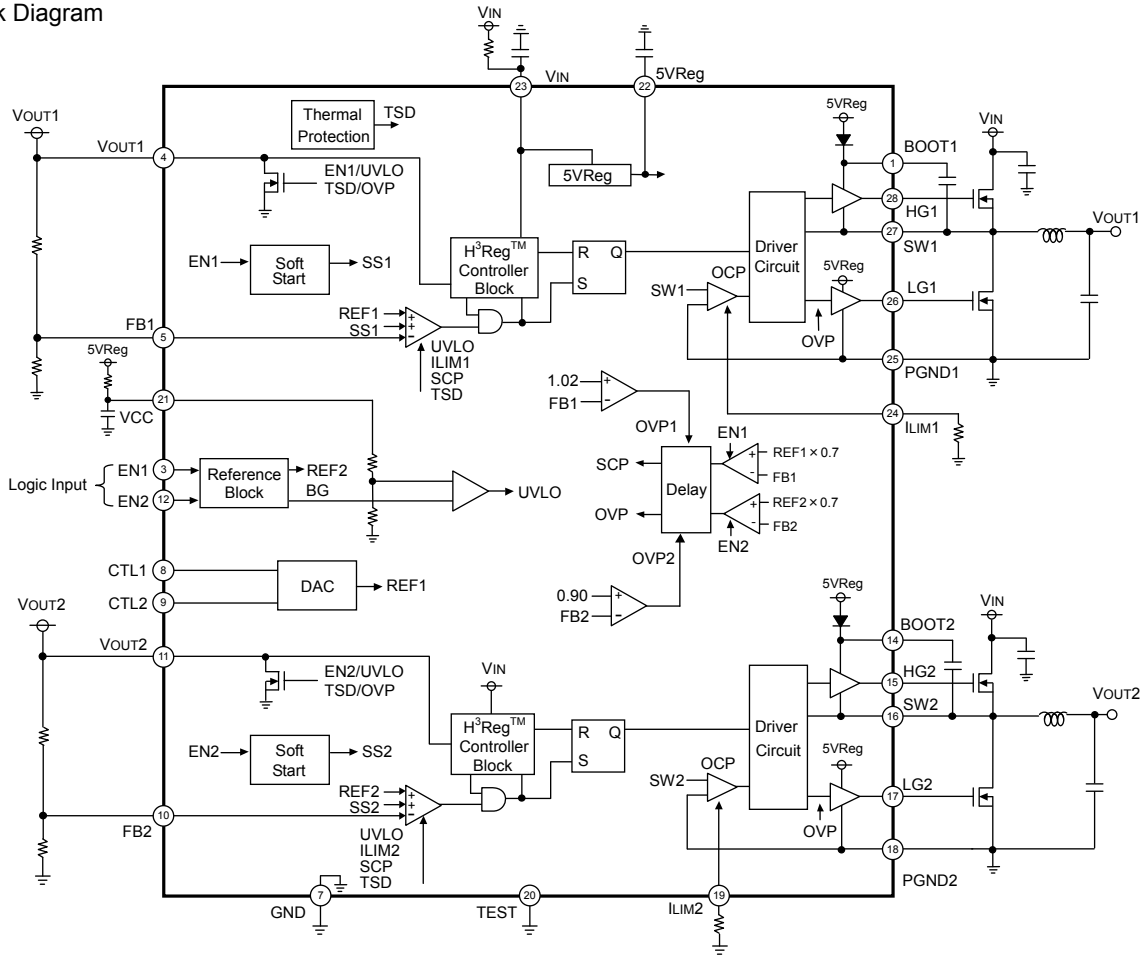 k Diagram
VIN
VIN
23
22
5VReg
VOUT1
VOUT1
4
Thermal
Protection
TSD
EN1/UVLO
TSD/OVP
5VReg
EN1
Soft
Start
SS1
H³Reg™
Controller
Block
R
Q
S
REF1
SS1
+
+
-
UVLO
ILIM1
SCP
TSD
FB1
5
5VReg
21
VCC
5VReg
VIN
BOOT1
1
28
HG1
27
SW1
Driver
Circuit
VOUT1
OCP
SW1
5VReg
OVP
LG1
26
25
PGND1
24
ILIM1
Logic Input
EN1
3
EN2
12
Reference
Block
REF2
BG
UVLO
1.02
FB1
+
-
OVP1
EN1
REF1×0.7
+
-
FB1
SCP
Delay
OVP
REF2×0.7
+
-
FB2
EN2
OVP2
0.90
FB2
+
-
CTL1
8
CTL2
9
DAC
REF1
VOUT2
VOUT2
11
EN2/UVLO
TSD/OVP
VIN
EN2
Soft
Start
SS2
H³Reg™
Controller
Block
R
Q
S
REF2
SS2
+
+
-
UVLO
ILIM2
SCP
TSD
FB2
10
5VReg
VIN
BOOT2
14
HG2
15
SW2
16
Driver
Circuit
VOUT2
OCP
SW2
5VReg
OVP
LG2
17
18
PGND2
7
GND
20
TEST
19
ILIM2